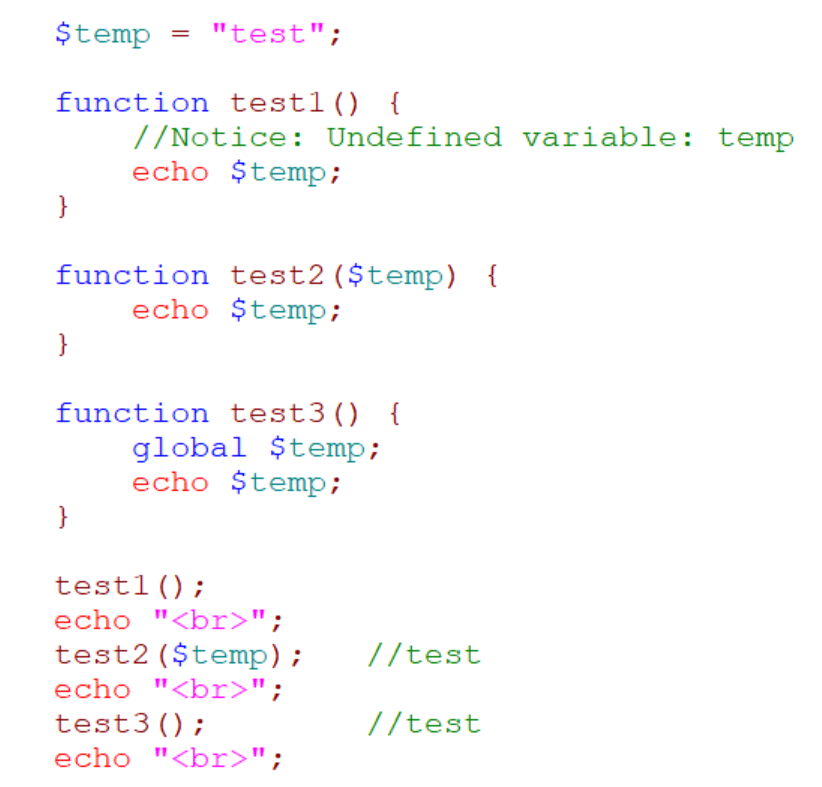 $temp = "test";

function test1() {
    //Notice: Undefined variable: temp
    echo $temp;
}

function test2($temp) {
    echo $temp;
}

function test3() {
    global $temp;
    echo $temp;
}

test1();
echo "<br>";
test2($temp);   //test
echo "<br>";
test3();        //test
echo "<br>";